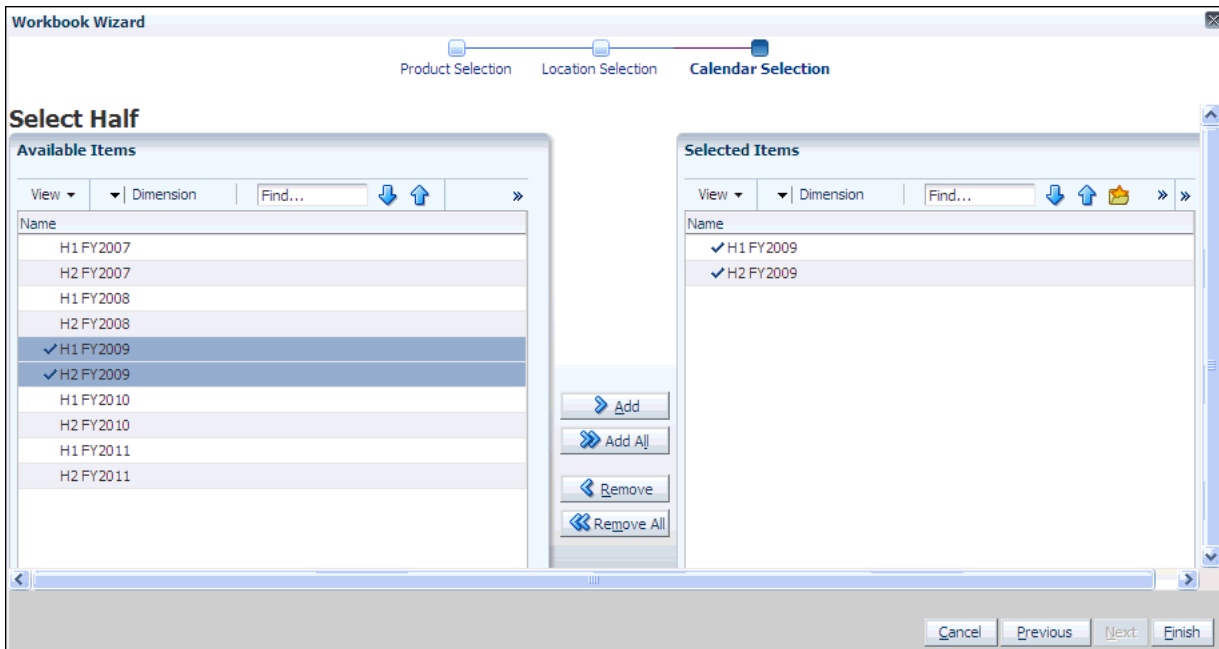 Workbook Wizard
Product Selection Location Selection Calendar Selection
Select Half
Available Items
View Dimension Find... »
Name
H1 FY2007
H2 FY2007
H1 FY2008
H2 FY2008
H1 FY2009
H2 FY2009
H1 FY2010
H2 FY2010
H1 FY2011
H2 FY2011
Add
Add All
Remove
Remove All
Selected Items
View Dimension Find... » »
Name
H1 FY2009
H2 FY2009
Cancel Previous Next Finish